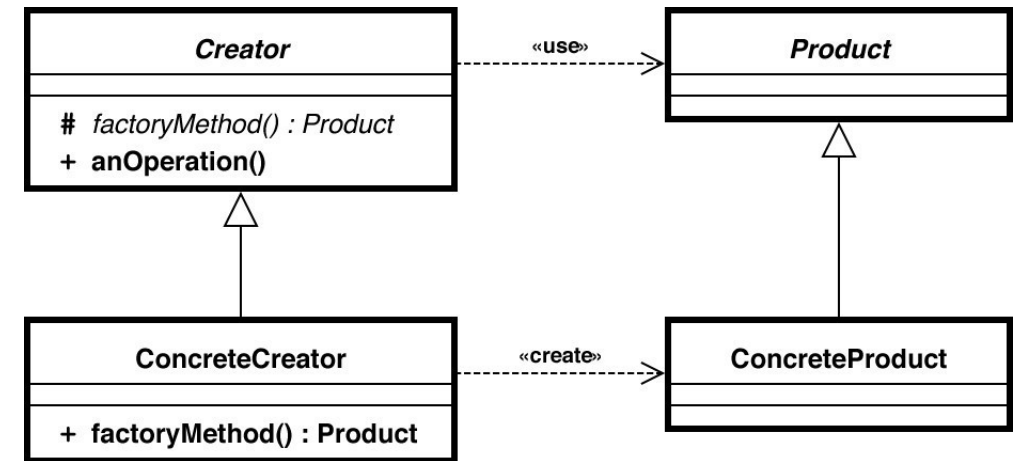 Creator
«use»
Product
# factoryMethod() : Product
+ anOperation()
ConcreteCreator
«create»
ConcreteProduct
+ factoryMethod() : Product